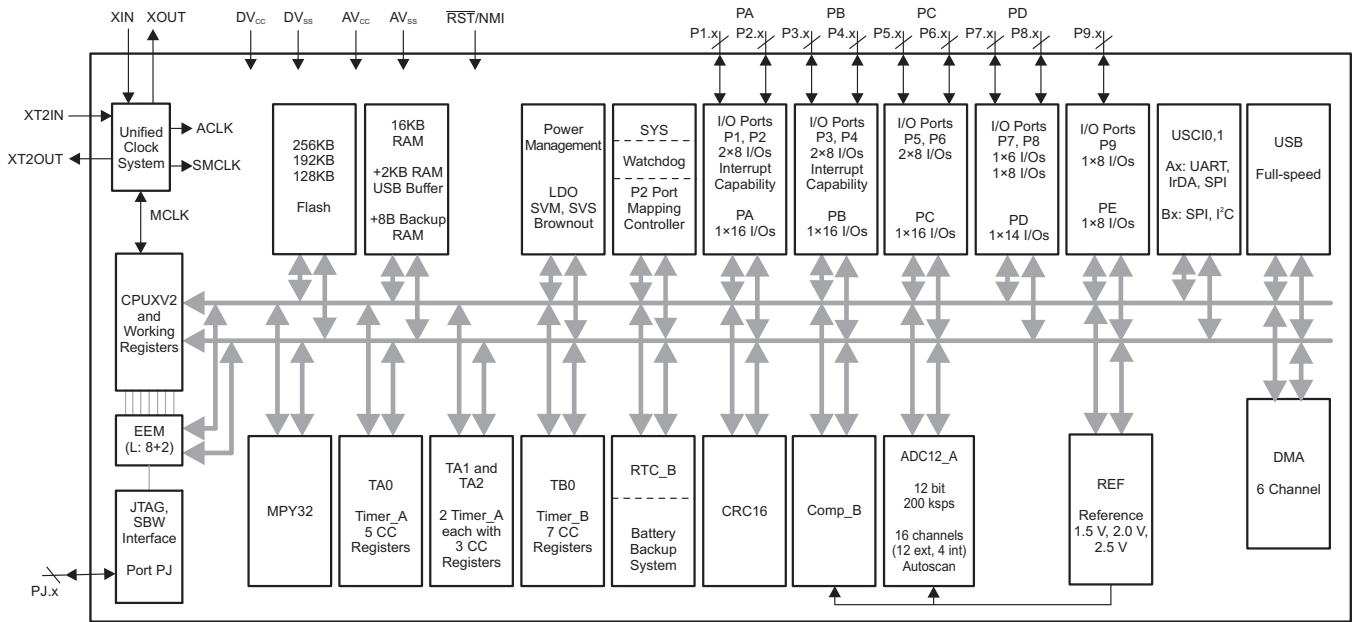 XIN XOUT DVCC DVSS AVCC AVSS RST/NMI PA PB PC PD
P1.x P2.x P3.x P4.x P5.x P6.x P7.x P8.x P9.x
XT2IN
XT2OUT
Unified
Clock
System
ACLK
SMCLK
MCLK
256KB
192KB
128KB
Flash
16KB
RAM
+2KB RAM
USB Buffer
+8B Backup
RAM
Power
Management
LDO
SVM, SVS
Brownout
SYS
Watchdog
P2 Port
Mapping
Controller
I/O Ports
P1, P2
2×8 I/Os
Interrupt
Capability
PA
1×16 I/Os
I/O Ports
P3, P4
2×8 I/Os
Interrupt
Capability
PB
1×16 I/Os
I/O Ports
P5, P6
2×8 I/Os
PC
1×16 I/Os
I/O Ports
P7, P8
1×6 I/Os
1×8 I/Os
PD
1×14 I/Os
I/O Ports
P9
1×8 I/Os
PE
1×8 I/Os
USCI0,1
Ax: UART,
IrDA, SPI
Bx: SPI, I²C
USB
Full-speed
CPUXV2
and
Working
Registers
EEM
(L: 8+2)
JTAG,
SBW
Interface
Port PJ
PJ.x
MPY32
TA0
Timer_A
5 CC
Registers
TA1 and
TA2
2 Timer_A
each with
3 CC
Registers
TB0
Timer_B
7 CC
Registers
RTC_B
Battery
Backup
System
CRC16
Comp_B
ADC12_A
12 bit
200 ksps
16 channels
(12 ext, 4 int)
Autoscan
REF
Reference
1.5 V, 2.0 V,
2.5 V
DMA
6 Channel